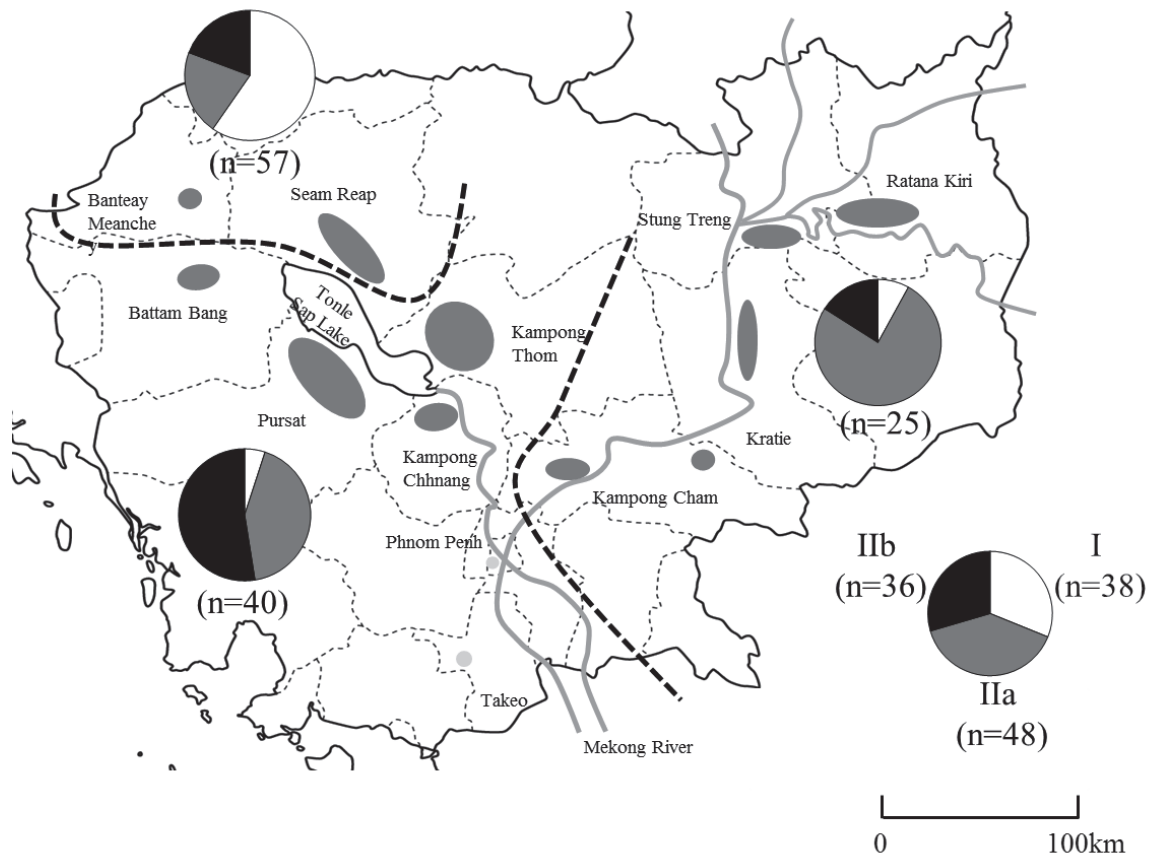 (n=57)
Banteay
Meanche
Seam Reap
Ratana Kiri
Stung Treng
Battam Bang
Tonle
Sap Lake
Kampong
Thom
Pursat
(n=25)
Kratie
Kampong
Chhnang
Kampong Cham
Phnom Penh
(n=40)
IIb
(n=36)
I
(n=38)
IIa
(n=48)
Takeo
Mekong River
0
100km